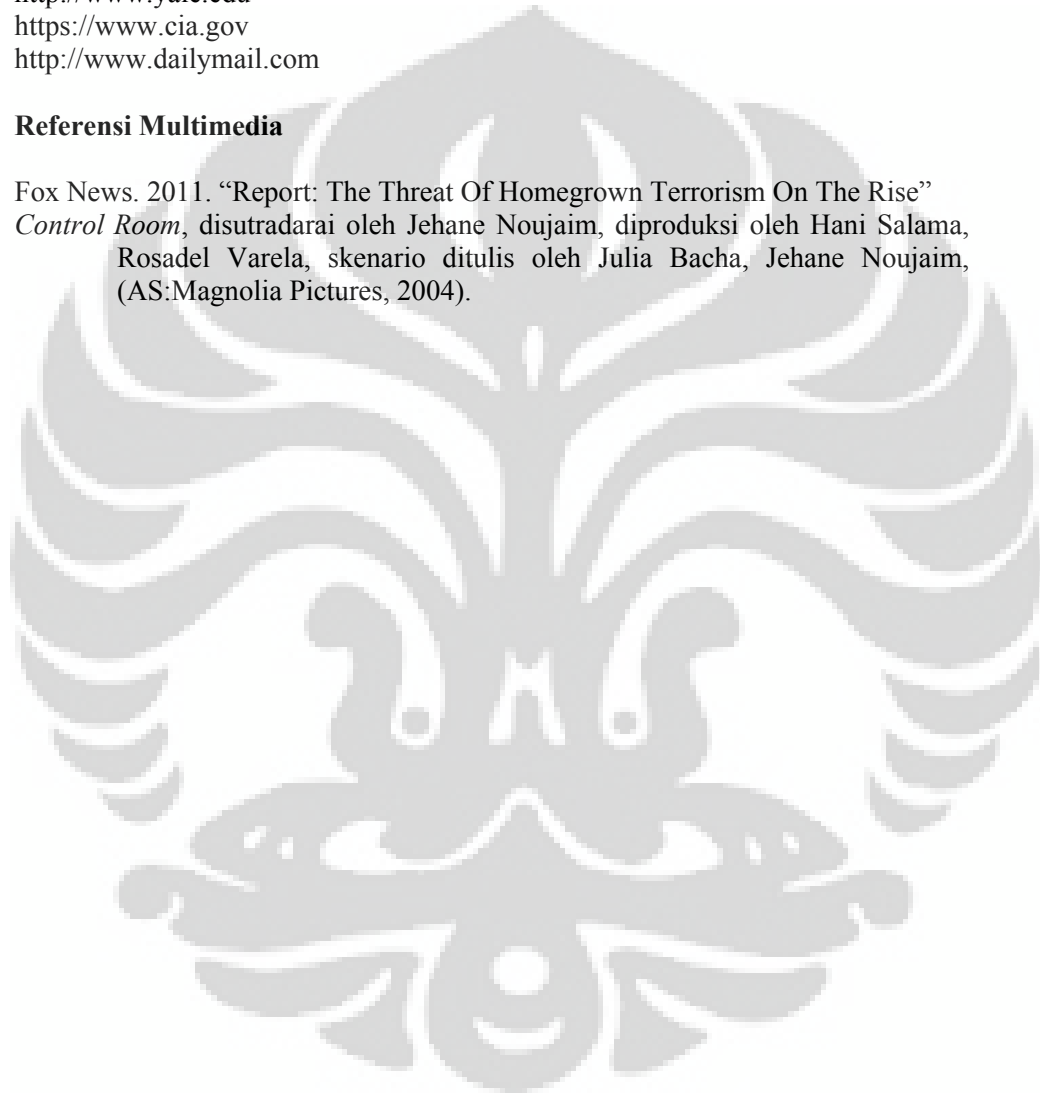 https://www.cia.gov
http://www.dailymail.com
Referensi Multimedia
Fox News. 2011. “Report: The Threat Of Homegrown Terrorism On The Rise”
Control Room, disutradarai oleh Jehane Noujaim, diproduksi oleh Hani Salama,
Rosadel Varela, skenario ditulis oleh Julia Bacha, Jehane Noujaim,
(AS:Magnolia Pictures, 2004).